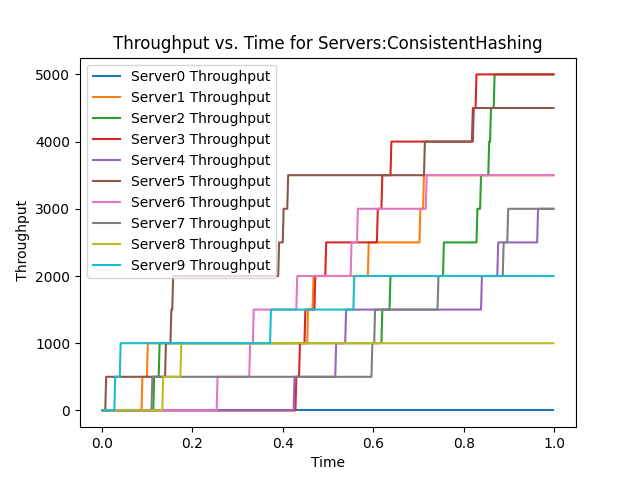 Throughput vs. Time for Servers:ConsistentHashing
Throughput
5000
4000
3000
2000
1000
0
Server0 Throughput
Server1 Throughput
Server2 Throughput
Server3 Throughput
Server4 Throughput
Server5 Throughput
Server6 Throughput
Server7 Throughput
Server8 Throughput
Server9 Throughput
0.0 0.2 0.4 0.6 0.8 1.0
Time